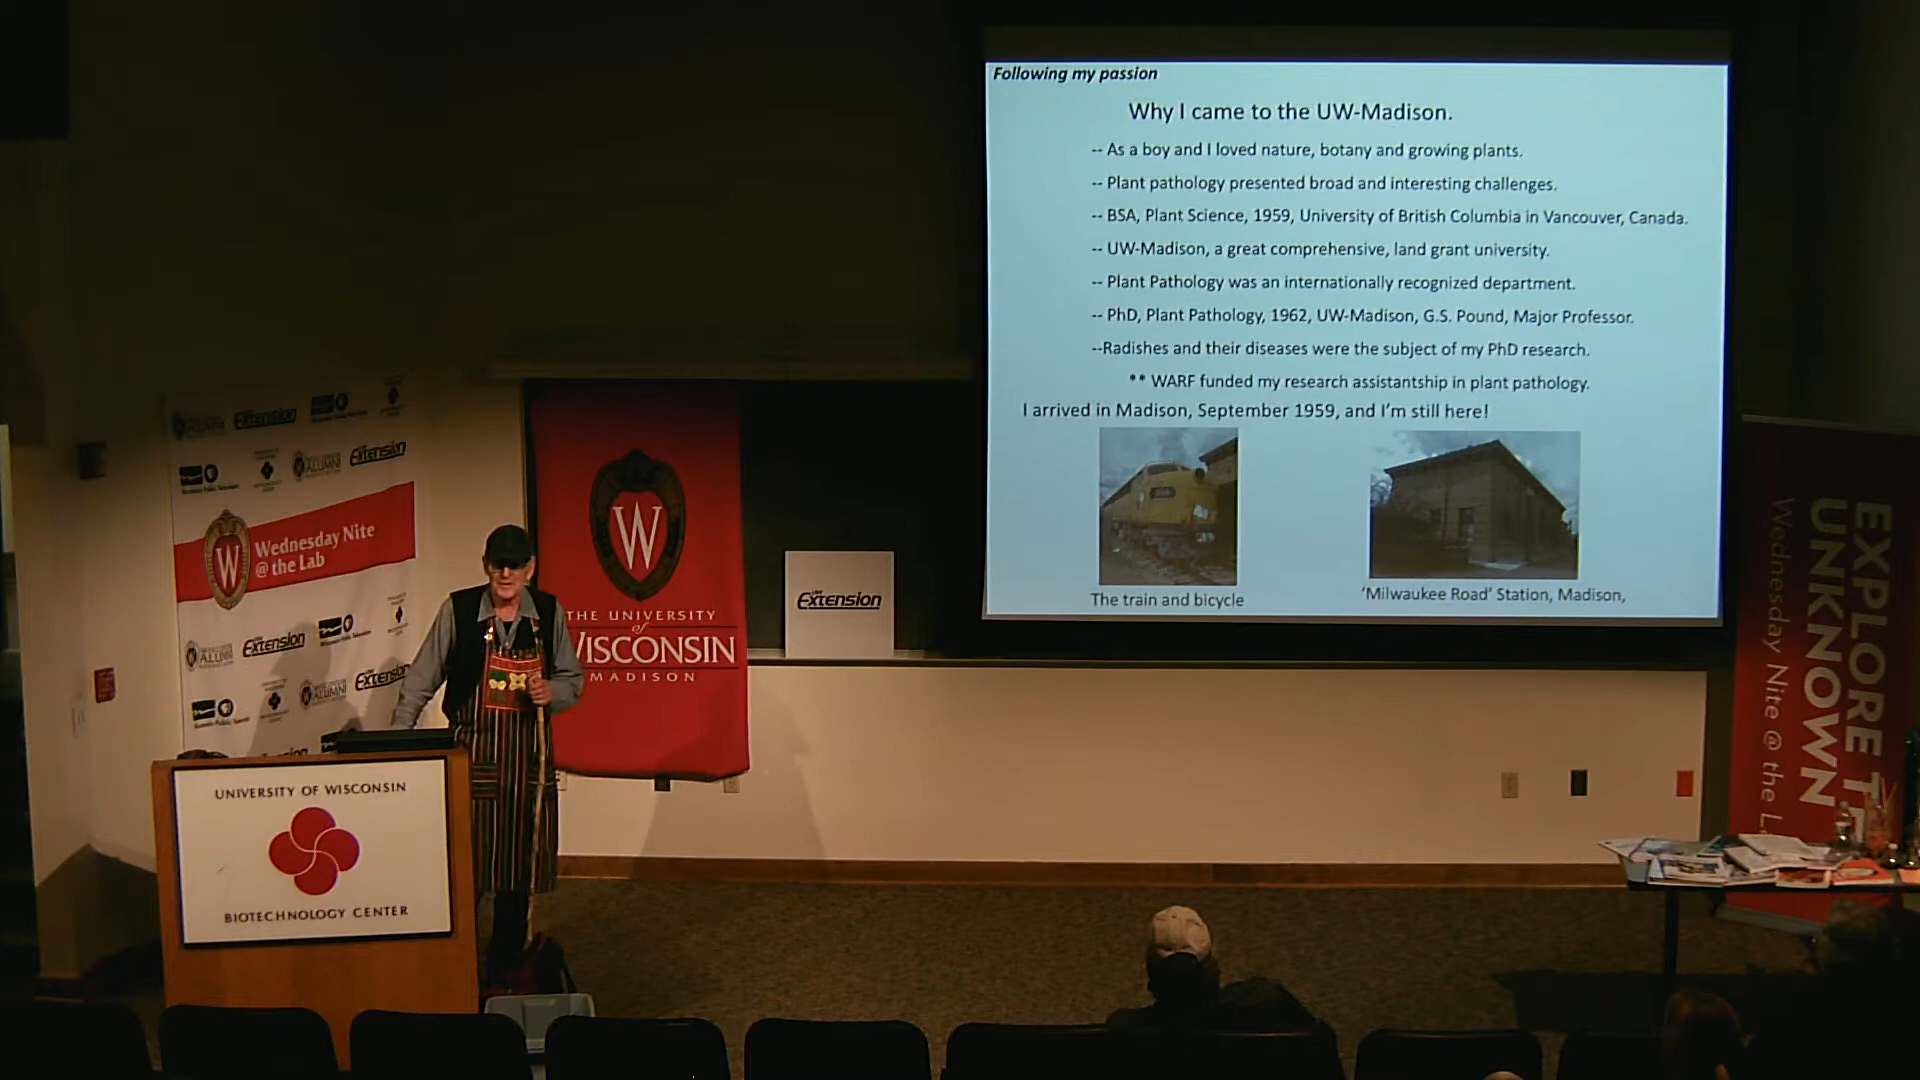 Following my passion
Why I came to the UW-Madison.
-- As a boy and I loved nature, botany and growing plants.
-- Plant pathology presented broad and interesting challenges.
-- BSA, Plant Science, 1959, University of British Columbia in Vancouver, Canada.
-- UW-Madison, a great comprehensive, land grant university.
-- Plant Pathology was an internationally recognized department.
-- PhD, Plant Pathology, 1962, UW-Madison, G.S. Pound, Major Professor.
--Radishes and their diseases were the subject of my PhD research.
** WARF funded my research assistantship in plant pathology.
I arrived in Madison, September 1959, and I'm still here!
The train and bicycle
'Milwaukee Road' Station, Madison,
Extension
ALUMNI
Extension
W
Wednesday Nite
@ the Lab
ALUMNI
Extension
ALUMNI
Extension
W
THE UNIVERSITY
of
WISCONSIN
MADISON
Extension
UNIVERSITY OF WISCONSIN
BIOTECHNOLOGY CENTER
EXPLORE T
UNKNOWN
Wednesday Nite @ the L